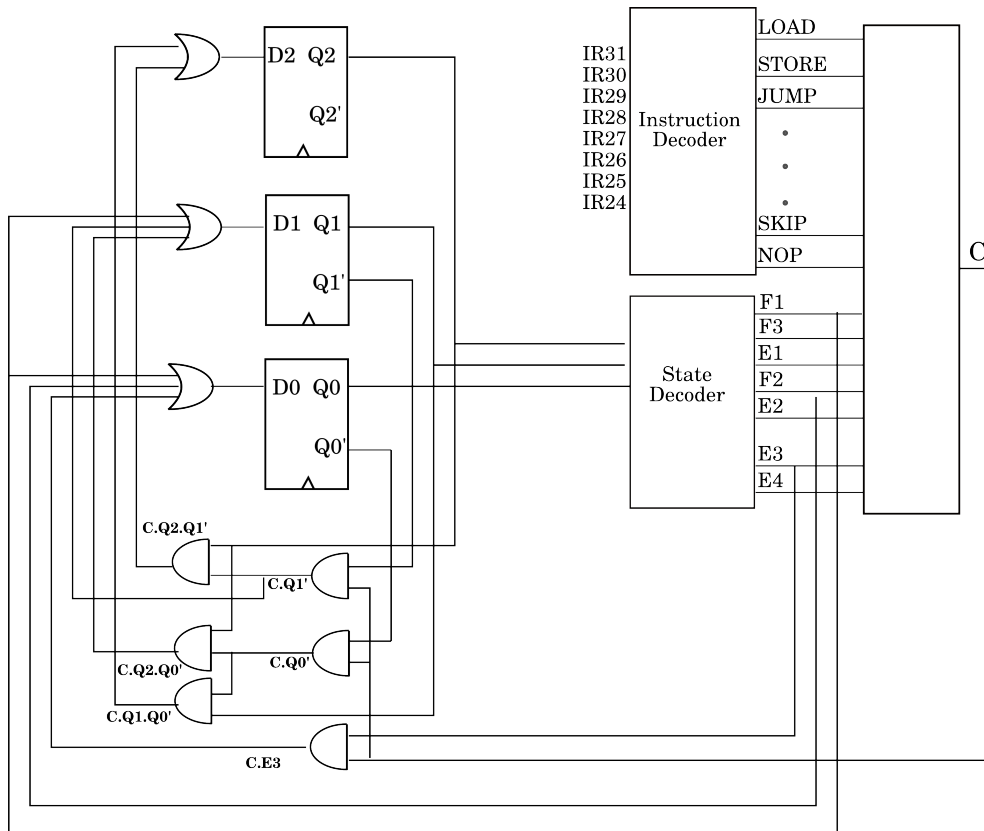 D2 Q2
Q2'
D1 Q1
Q1'
D0 Q0
Q0'
IR31
IR30
IR29
IR28
IR27
IR26
IR25
IR24
Instruction
Decoder
LOAD
STORE
JUMP
SKIP
NOP
C
State
Decoder
F1
F3
E1
F2
E2
E3
E4
C.Q2.Q1'
C.Q1'
C.Q2.Q0'
C.Q0'
C.Q1.Q0'
C.E3